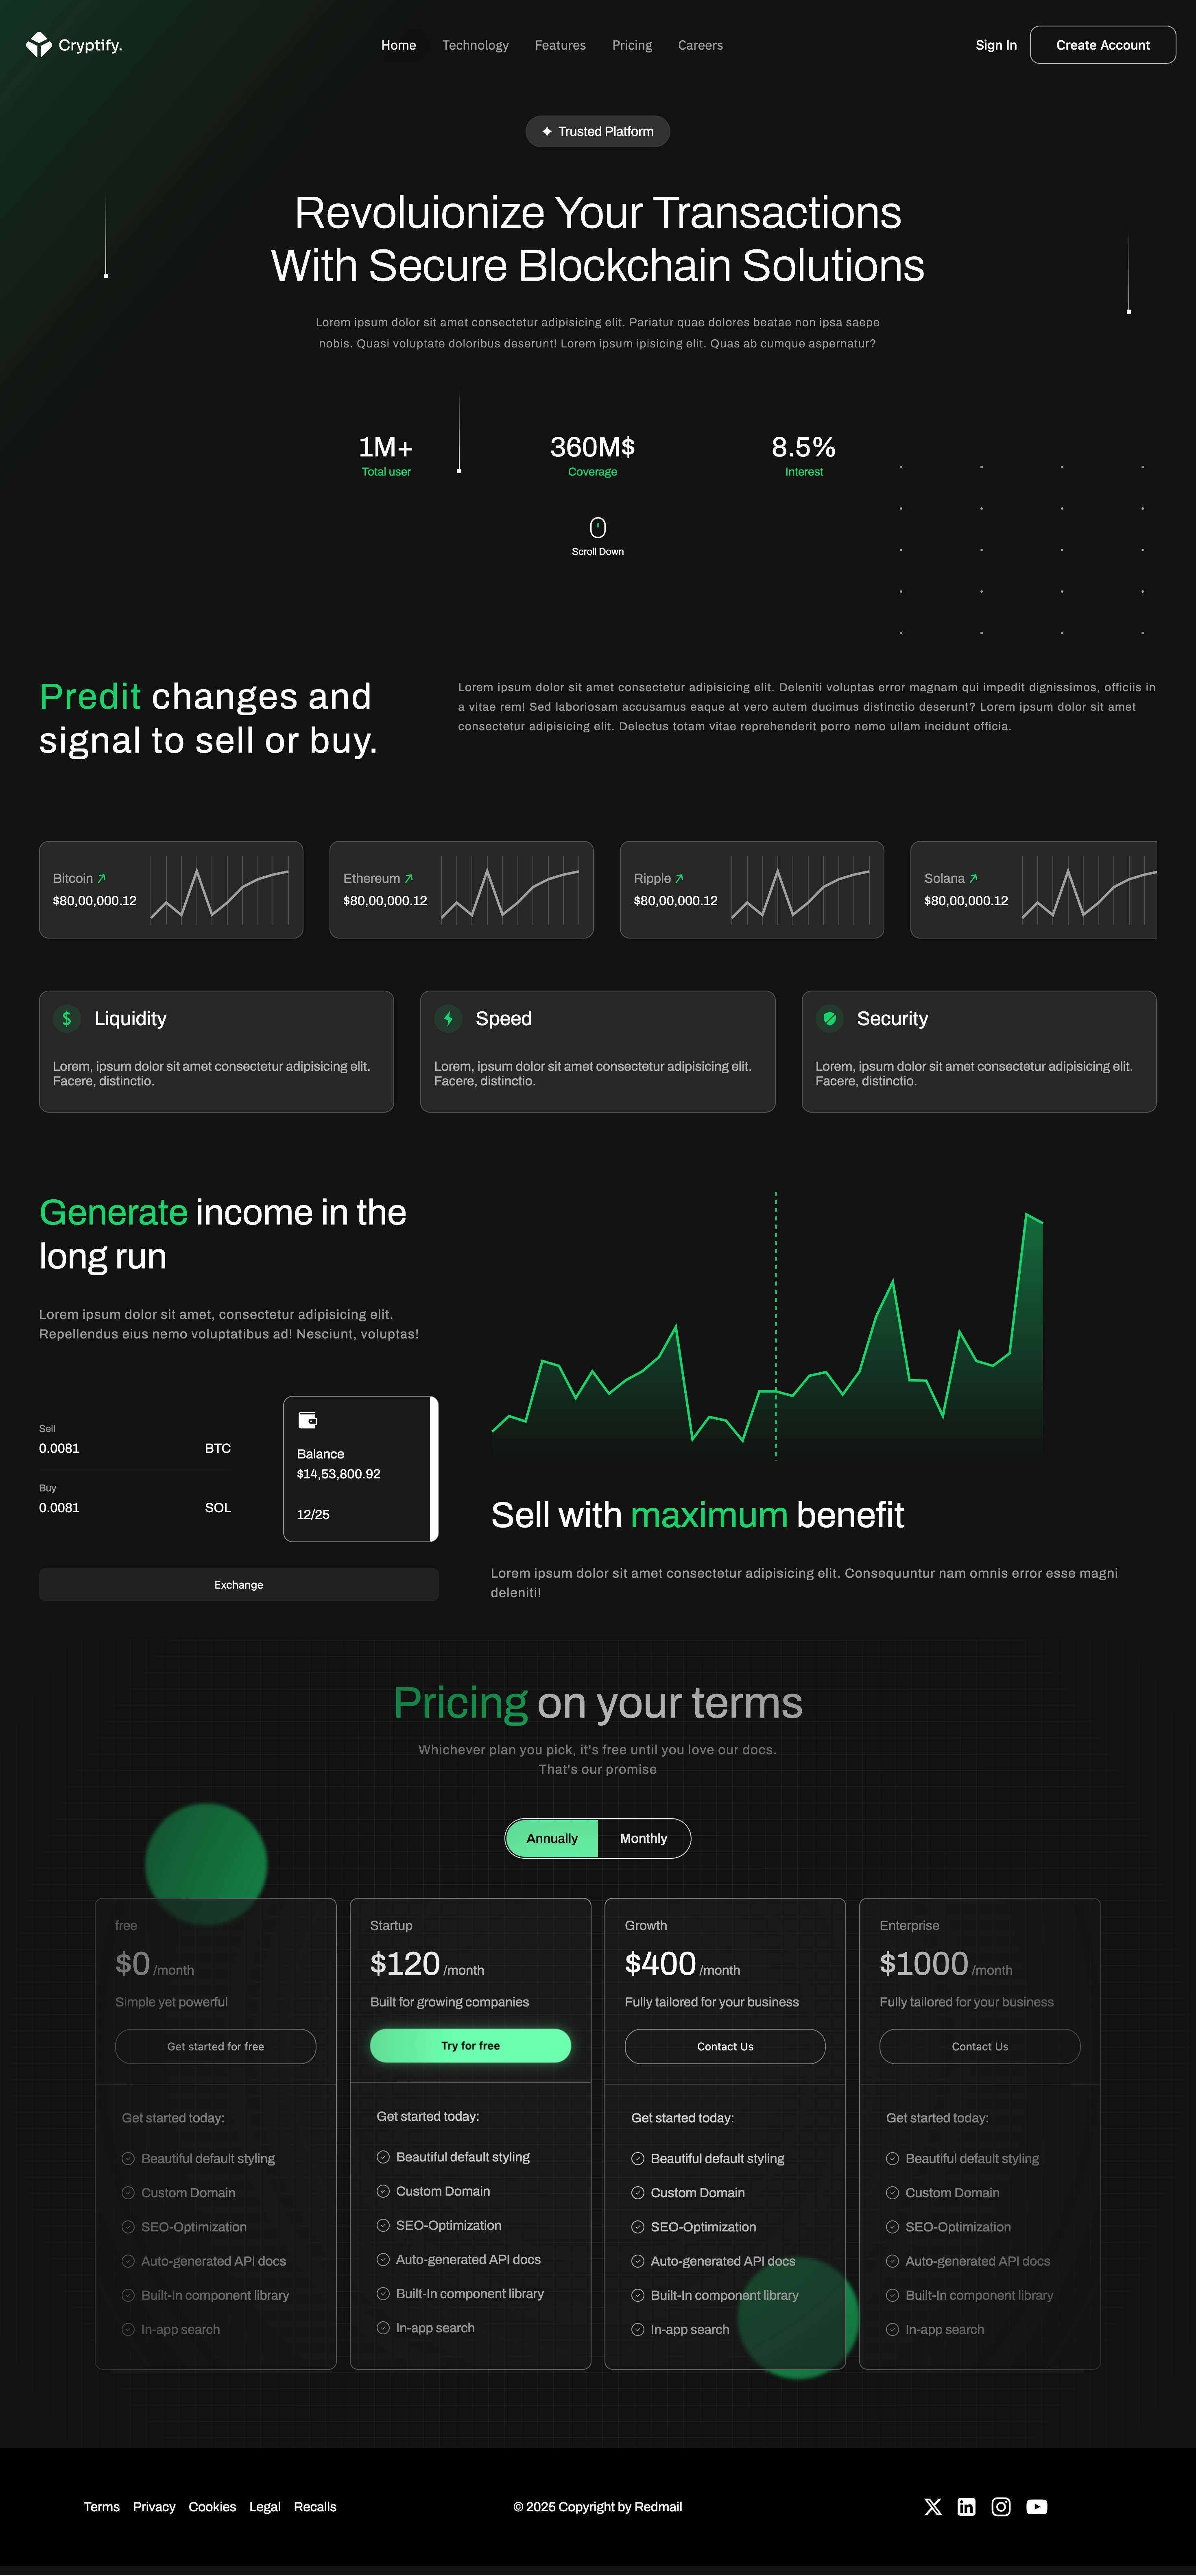 Cryptify.
Home Technology Features Pricing Careers
Sign In Create Account
Trusted Platform
Revoluionize Your Transactions
With Secure Blockchain Solutions
Lorem ipsum dolor sit amet consectetur adipisicing elit. Pariatur quae dolores beatae non ipsa saepe
nobis. Quasi voluptate doloribus deserunt! Lorem ipsum ipisicing elit. Quas ab cumque aspernatur?
1M+ 360M$ 8.5%
Total user Coverage Interest
Scroll Down
Predit changes and
signal to sell or buy.
Lorem ipsum dolor sit amet consectetur adipisicing elit. Deleniti voluptas error magnam qui impedit dignissimos, officiis in
a vitae rem! Sed laboriosam accusamus eaque at vero autem ducimus distinctio deserunt? Lorem ipsum dolor sit amet
consectetur adipisicing elit. Delectus totam vitae reprehenderit porro nemo ullam incidunt officia.
Bitcoin
$80,00,000.12
Ethereum
$80,00,000.12
Ripple
$80,00,000.12
Solana
$80,00,000.12
Liquidity
Lorem, ipsum dolor sit amet consectetur adipisicing elit.
Facere, distinctio.
Speed
Lorem, ipsum dolor sit amet consectetur adipisicing elit.
Facere, distinctio.
Security
Lorem, ipsum dolor sit amet consectetur adipisicing elit.
Facere, distinctio.
Generate income in the
long run
Lorem ipsum dolor sit amet, consectetur adipisicing elit.
Repellendus eius nemo voluptatibus ad! Nesciunt, voluptas!
Sell
0.0081 BTC
Buy
0.0081 SOL
Balance
$14,53,800.92
12/25
Exchange
Sell with maximum benefit
Lorem ipsum dolor sit amet consectetur adipisicing elit. Consequuntur nam omnis error esse magni
deleniti!
Pricing on your terms
Whichever plan you pick, it's free until you love our docs.
That's our promise
Annually Monthly
free
$0 /month
Simple yet powerful
Get started for free
Get started today:
Beautiful default styling
Custom Domain
SEO-Optimization
Auto-generated API docs
Built-In component library
In-app search
Startup
$120 /month
Built for growing companies
Try for free
Get started today:
Beautiful default styling
Custom Domain
SEO-Optimization
Auto-generated API docs
Built-In component library
In-app search
Growth
$400 /month
Fully tailored for your business
Contact Us
Get started today:
Beautiful default styling
Custom Domain
SEO-Optimization
Auto-generated API docs
Built-In component library
In-app search
Enterprise
$1000 /month
Fully tailored for your business
Contact Us
Get started today:
Beautiful default styling
Custom Domain
SEO-Optimization
Auto-generated API docs
Built-In component library
In-app search
Terms Privacy Cookies Legal Recalls
© 2025 Copyright by Redmail